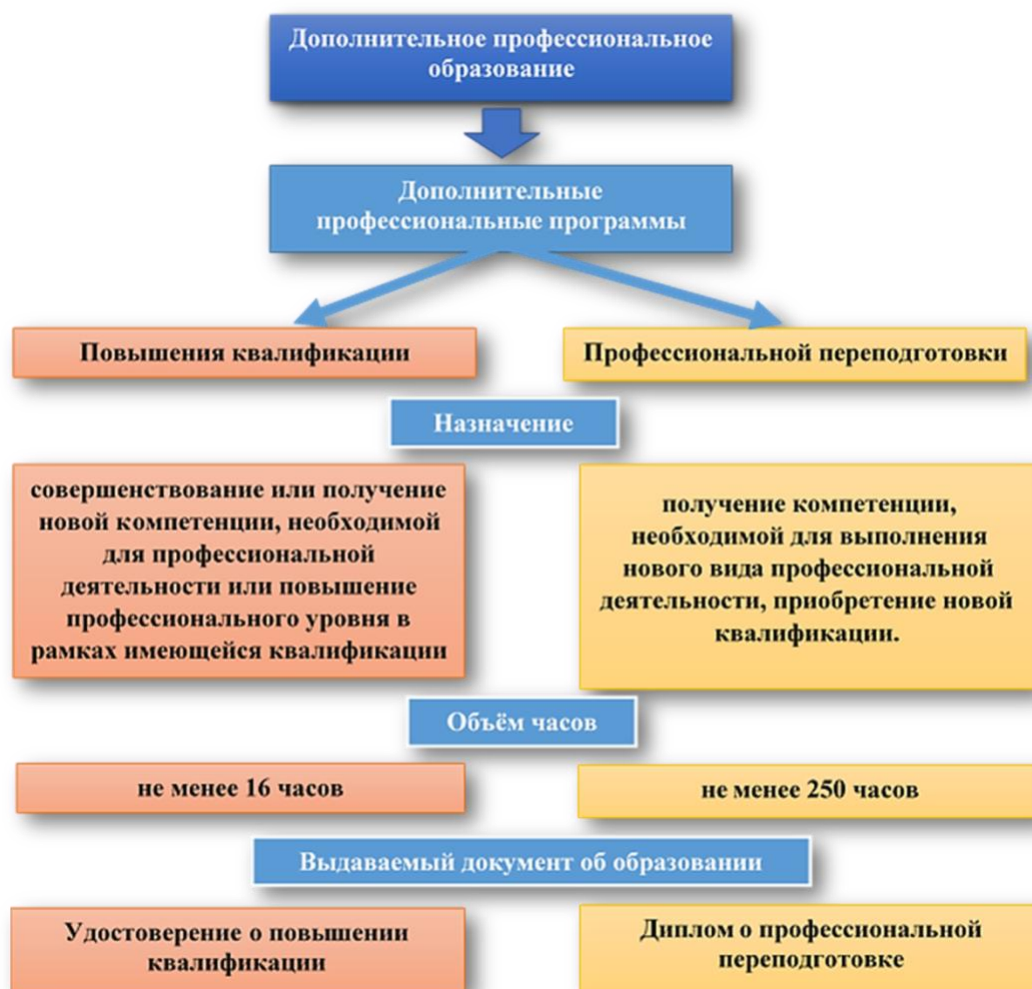 Дополнительное профессиональное
образование
Дополнительные
профессиональные программы
Повышения квалификации
Профессиональной переподготовки
Назначение
совершенствование или получение
новой компетенции, необходимой
для профессиональной
деятельности или повышение
профессионального уровня в
рамках имеющейся квалификации
получение компетенции,
необходимой для выполнения
нового вида профессиональной
деятельности, приобретение новой
квалификации.
Объём часов
не менее 16 часов
не менее 250 часов
Выдаваемый документ об образовании
Удостоверение о повышении
квалификации
Диплом о профессиональной
переподготовке